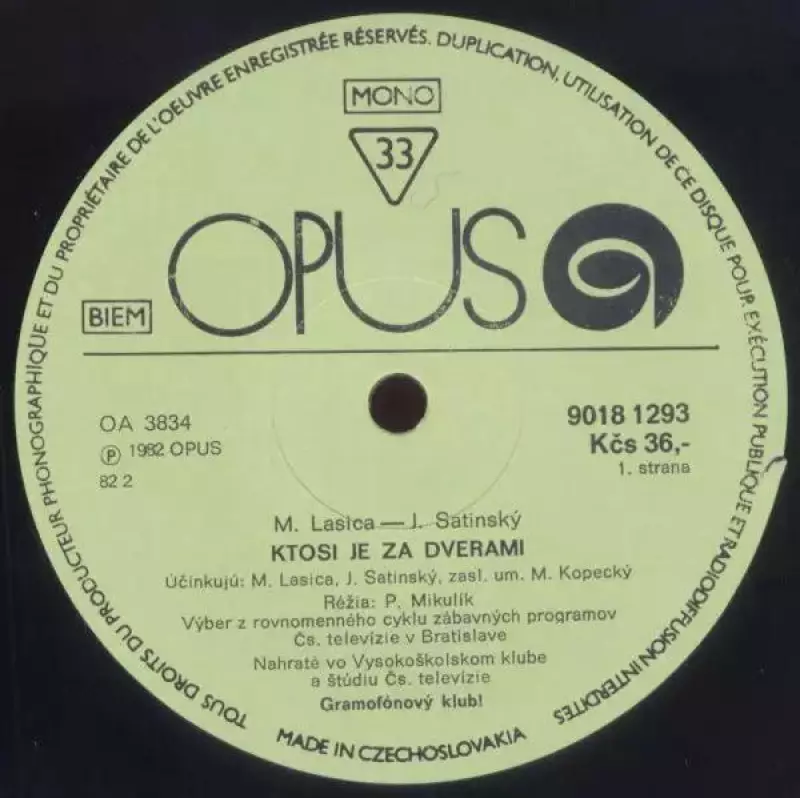 TOUS DROITS DU PRODUCTEUR PHONOGRAPHIQUE ET DU PROPRIÉTAIRE DE L'OEUVRE ENREGISTRÉE RÉSERVÉS. DUPLICATION, UTILISATION DE CE DISQUE POUR EXÉCUTION PUBLIQUE ET RADIODIFFUSION INTERDITES
MONO
33
OPUS
BIEM
OA 3834
℗ 1982 OPUS
82 2
9018 1293
Kčs 36,-
1. strana
M. Lasica — J. Satinský
KTOSI JE ZA DVERAMI
Účinkujú: M. Lasica, J. Satinský, zasl. um. M. Kopecký
Réžia: P. Mikulík
Výber z rovnomenného cyklu zábavných programov
Čs. televízie v Bratislave
Nahraté vo Vysokoškolskom klube
a štúdiu Čs. televízie
Gramofónový klub!
MADE IN CZECHOSLOVAKIA